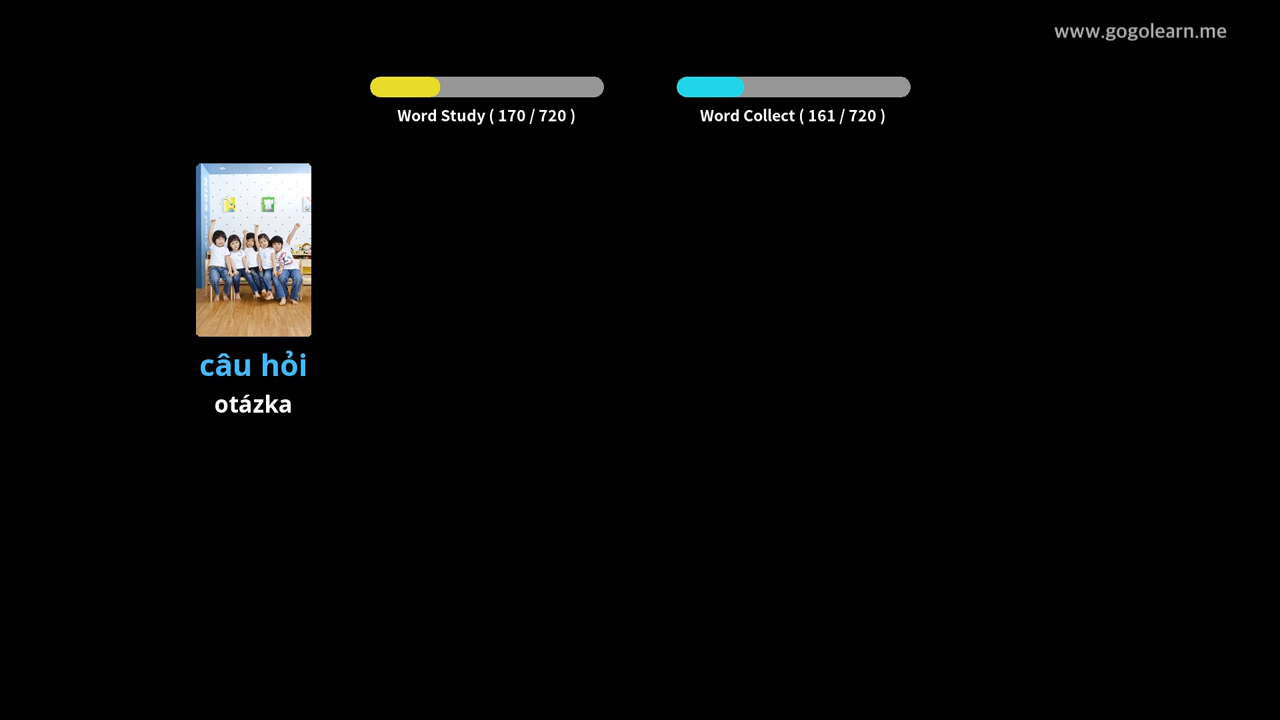 www.gogolearn.me
Word Study ( 170 / 720 )
Word Collect ( 161 / 720 )
câu hỏi
otázka